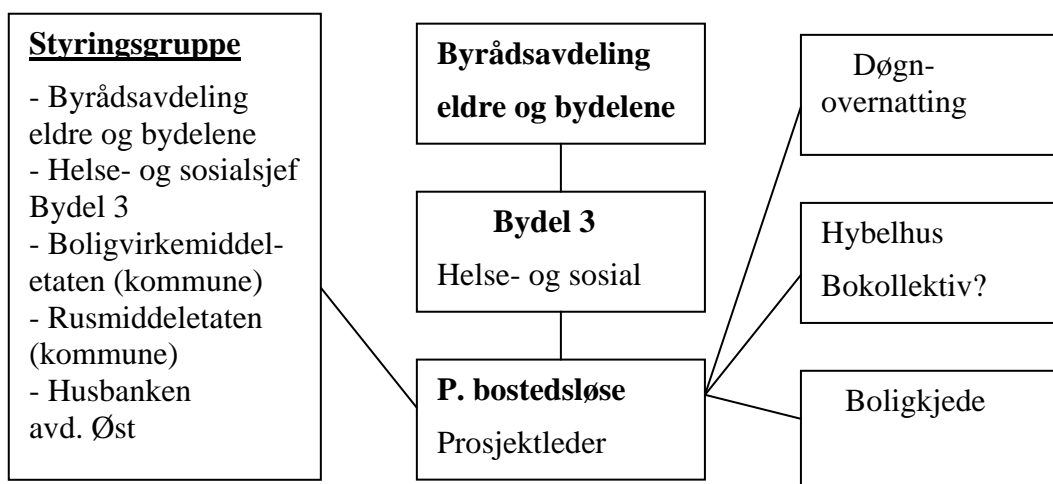 Styringsgruppe
- Byrådsavdeling
eldre og bydelene
- Helse- og sosialsjef
Bydel 3
- Boligvirkemiddel-
etaten (kommune)
- Rusmiddeletaten
(kommune)
- Husbanken
avd. Øst
Byrådsavdeling
eldre og bydelene
Bydel 3
Helse- og sosial
P. bostedsløse
Prosjektleder
Døgn-
overnatting
Hybelhus
Bokollektiv?
Boligkjede